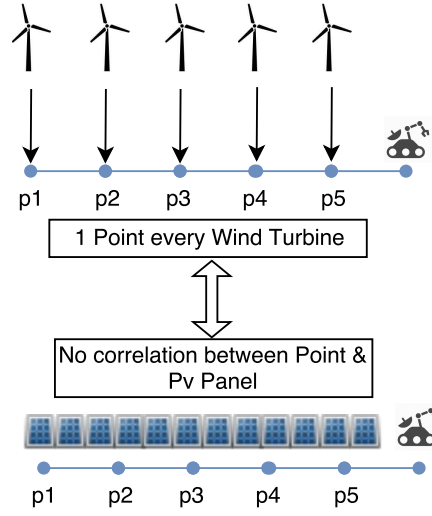 p1 p2 p3 p4 p5
1 Point every Wind Turbine
No correlation between Point &
Pv Panel
p1 p2 p3 p4 p5